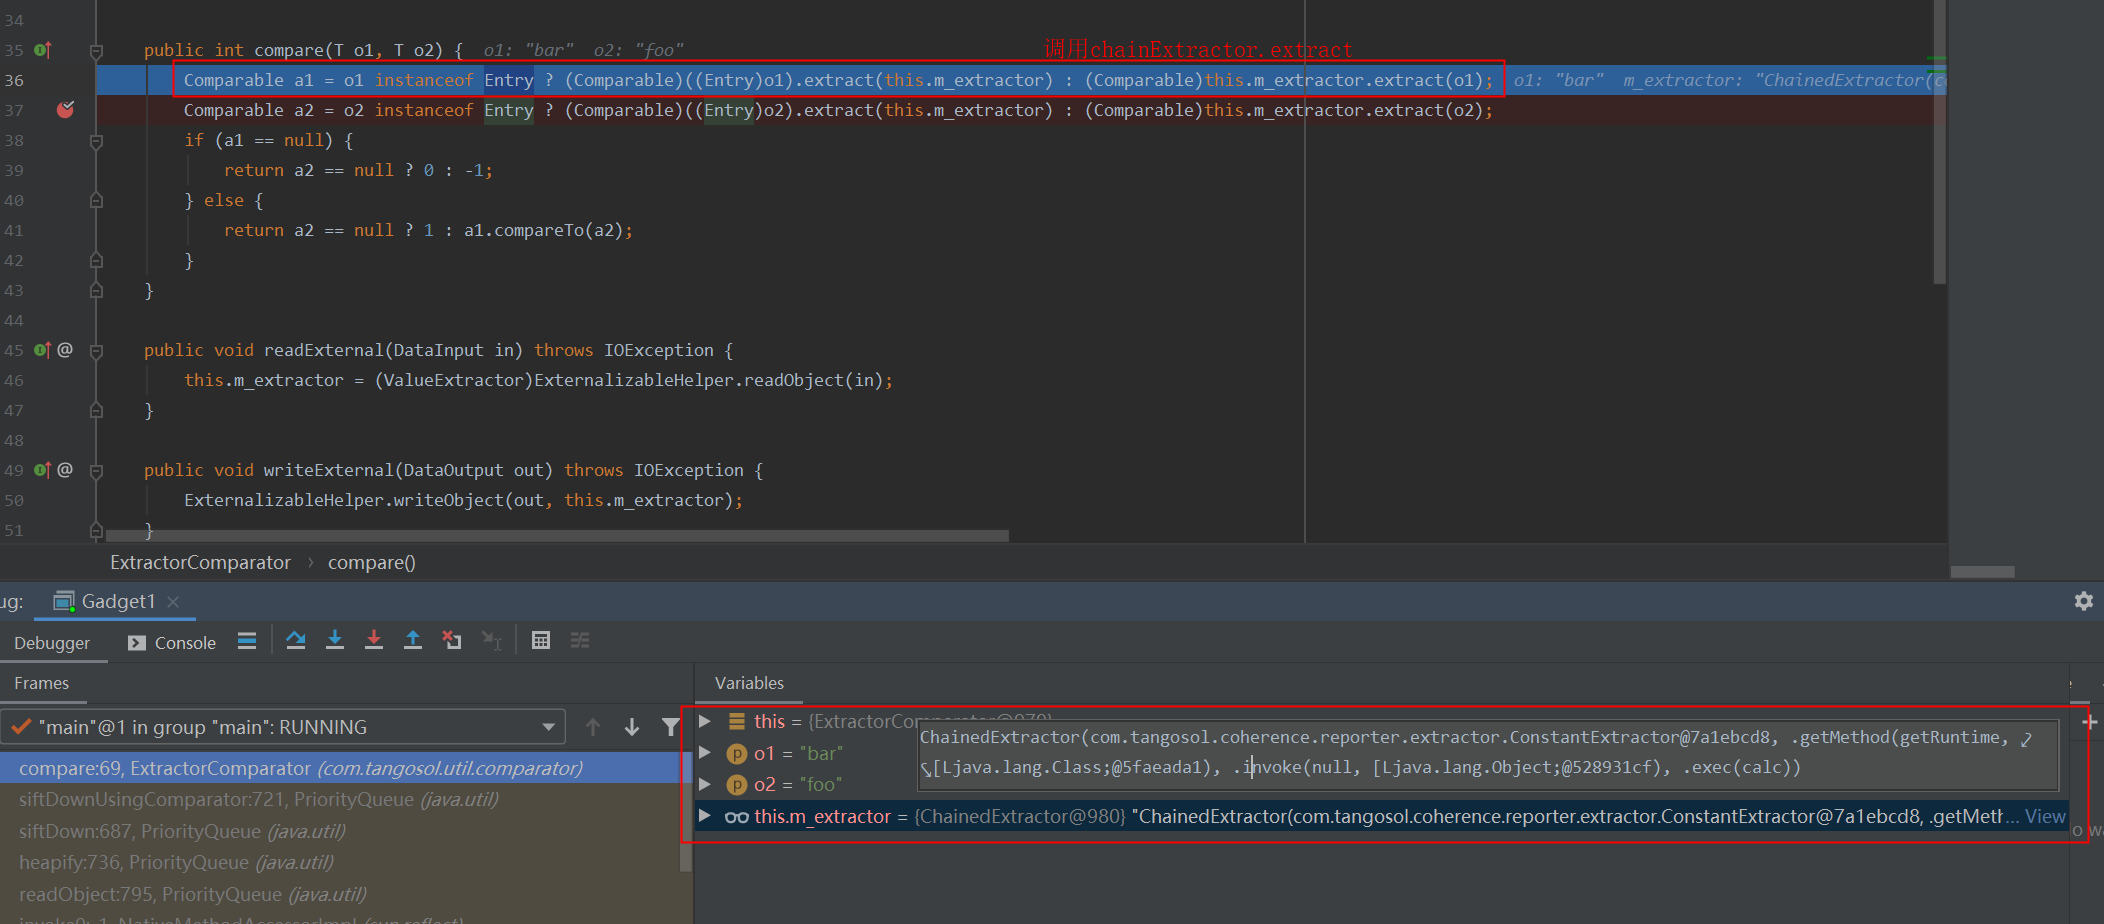 34
35 public int compare(T o1, T o2) { o1: "bar" o2: "foo" 调用chainExtractor.extract
36 Comparable a1 = o1 instanceof Entry ? (Comparable)((Entry)o1).extract(this.m_extractor) : (Comparable)this.m_extractor.extract(o1); o1: "bar" m_extractor: "ChainedExtractor(c
37 Comparable a2 = o2 instanceof Entry ? (Comparable)((Entry)o2).extract(this.m_extractor) : (Comparable)this.m_extractor.extract(o2);
38 if (a1 == null) {
39 return a2 == null ? 0 : -1;
40 } else {
41 return a2 == null ? 1 : a1.compareTo(a2);
42 }
43 }
44
45 @ public void readExternal(DataInput in) throws IOException {
46 this.m_extractor = (ValueExtractor)ExternalizableHelper.readObject(in);
47 }
48
49 @ public void writeExternal(DataOutput out) throws IOException {
50 ExternalizableHelper.writeObject(out, this.m_extractor);
51 }
ExtractorComparator › compare()
ug: Gadget1
Debugger Console
Frames
"main"@1 in group "main": RUNNING
compare:69, ExtractorComparator (com.tangosol.util.comparator)
siftDownUsingComparator:721, PriorityQueue (java.util)
siftDown:687, PriorityQueue (java.util)
heapify:736, PriorityQueue (java.util)
readObject:795, PriorityQueue (java.util)
invoke0:-1, NativeMethodAccessorImpl (sun.reflect)
Variables
this = {ExtractorComparator@979}
ChainedExtractor(com.tangosol.coherence.reporter.extractor.ConstantExtractor@7a1ebcd8, .getMethod(getRuntime,
[Ljava.lang.Class;@5faeada1), .invoke(null, [Ljava.lang.Object;@528931cf), .exec(calc))
o1 = "bar"
o2 = "foo"
this.m_extractor = {ChainedExtractor@980} "ChainedExtractor(com.tangosol.coherence.reporter.extractor.ConstantExtractor@7a1ebcd8, .getMeth... View